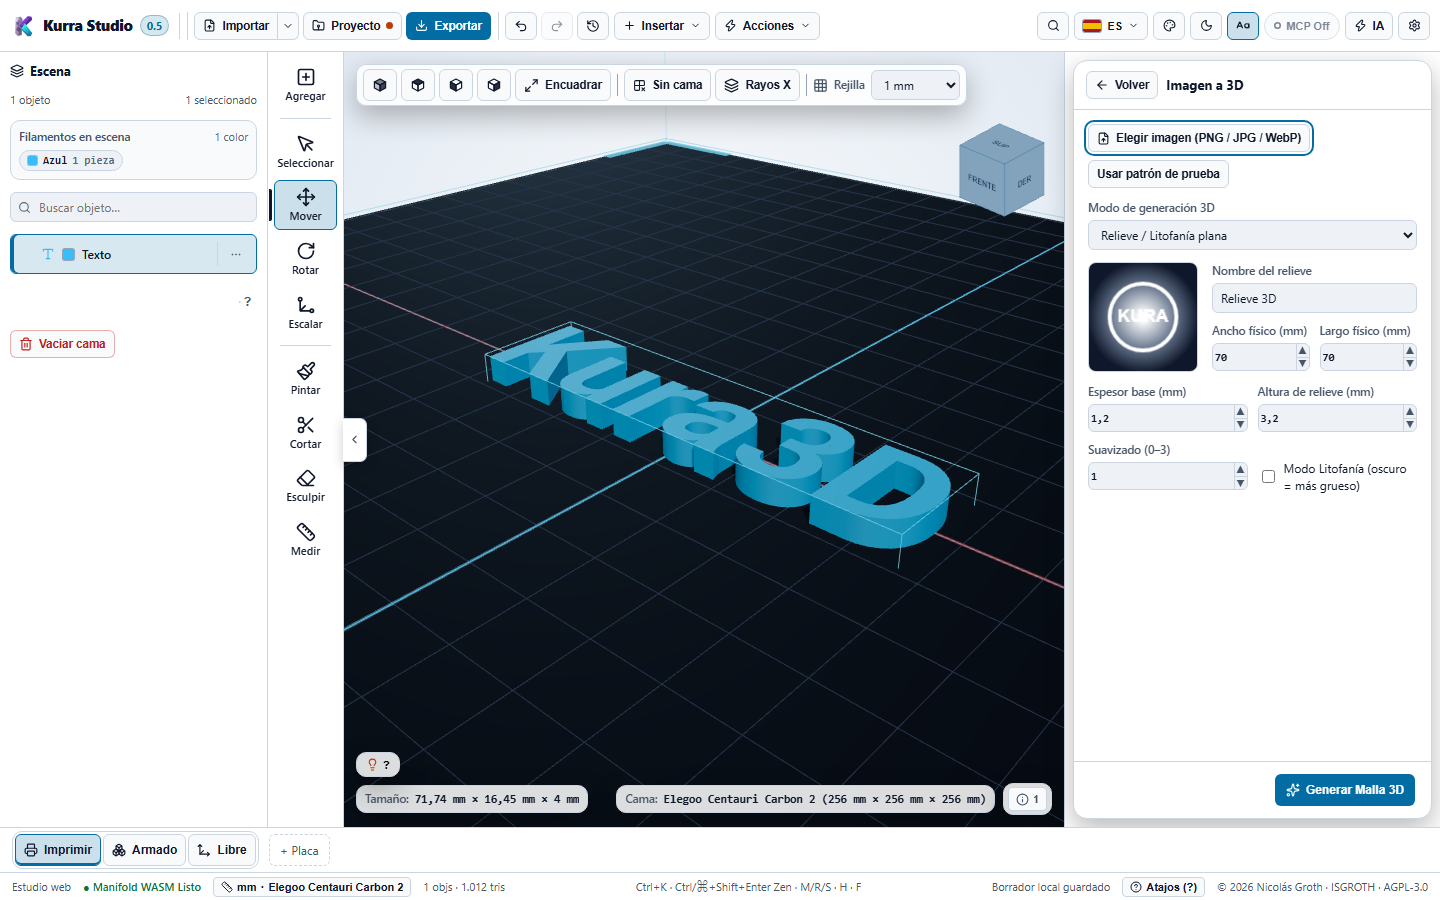 Kurra Studio 0.5
Importar
Proyecto
Exportar
Insertar
Acciones
ES
Aa
MCP Off
IA
Escena
1 objeto
1 seleccionado
Filamentos en escena
1 color
Azul 1 pieza
Buscar objeto...
T Texto ...
?
Vaciar cama
Agregar
Seleccionar
Mover
Rotar
Escalar
Pintar
Cortar
Esculpir
Medir
Encuadrar
Sin cama
Rayos X
Rejilla
1 mm
SUP
FRENTE
DER
Kura3D
?
Tamaño: 71,74 mm × 16,45 mm × 4 mm
Cama: Elegoo Centauri Carbon 2 (256 mm × 256 mm × 256 mm)
1
Volver
Imagen a 3D
Elegir imagen (PNG / JPG / WebP)
Usar patrón de prueba
Modo de generación 3D
Relieve / Litofanía plana
KURA
Nombre del relieve
Relieve 3D
Ancho físico (mm)
Largo físico (mm)
70
70
Espesor base (mm)
Altura de relieve (mm)
1,2
3,2
Suavizado (0–3)
1
Modo Litofanía (oscuro
= más grueso)
Generar Malla 3D
Imprimir
Armado
Libre
+ Placa
Estudio web
Manifold WASM Listo
mm · Elegoo Centauri Carbon 2
1 objs · 1.012 tris
Ctrl+K · Ctrl/⌘+Shift+Enter Zen · M/R/S · H · F
Borrador local guardado
Atajos (?)
© 2026 Nicolás Groth · ISGROTH · AGPL-3.0